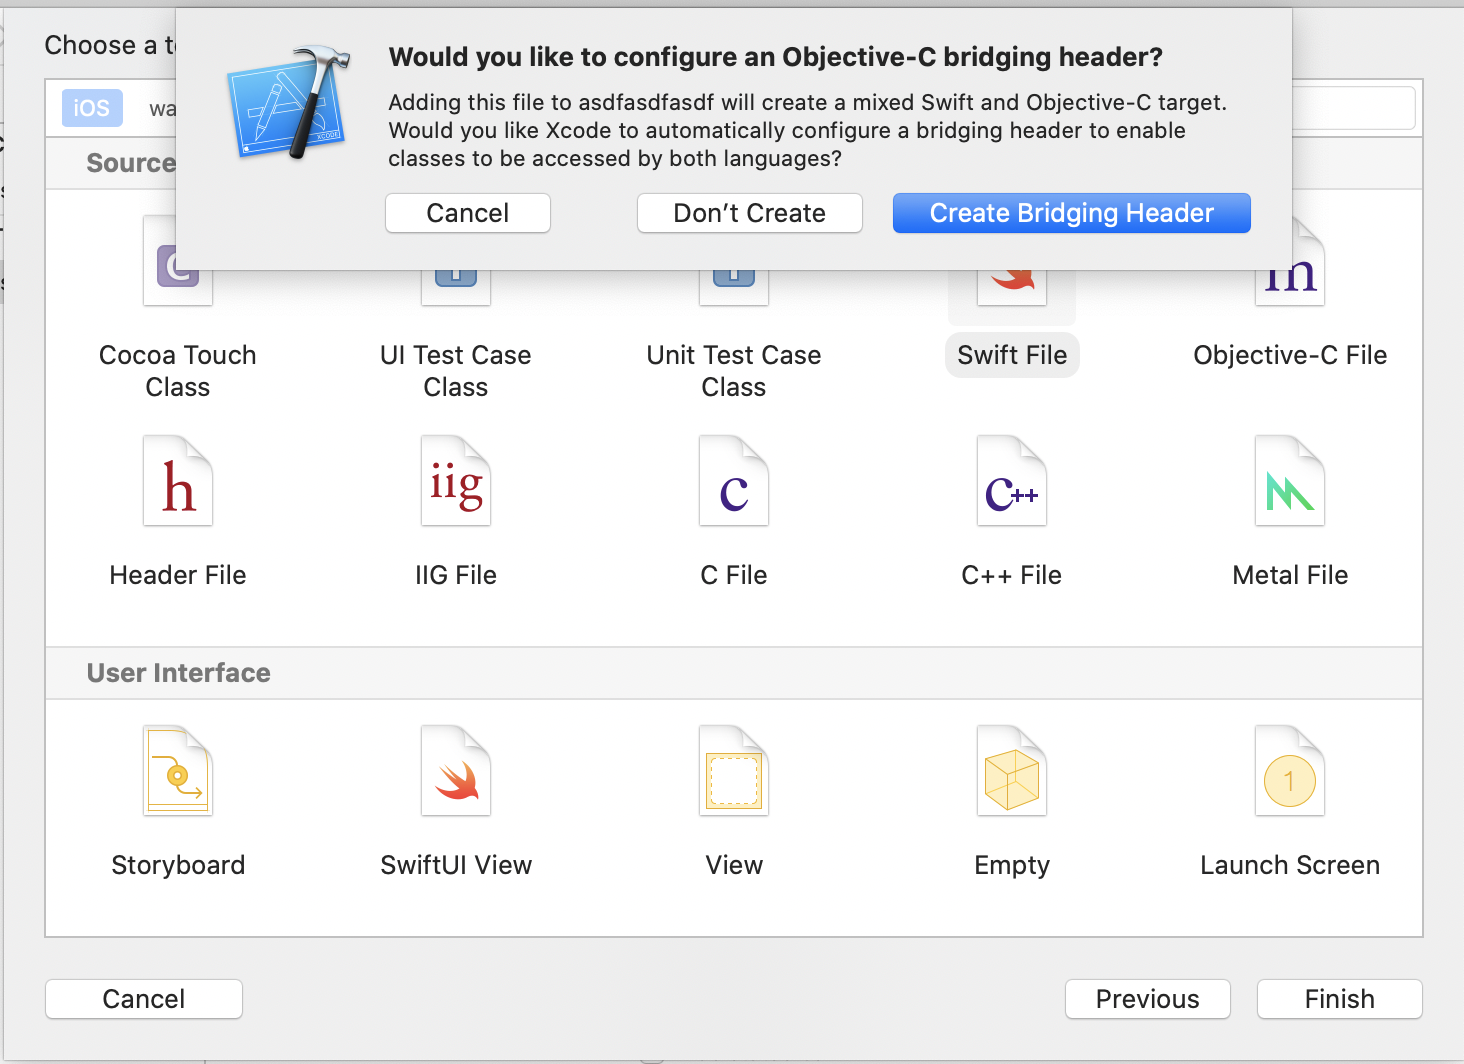 Would you like to configure an Objective-C bridging header?
Adding this file to asdfasdfasdf will create a mixed Swift and Objective-C target.
Would you like Xcode to automatically configure a bridging header to enable
classes to be accessed by both languages?
Cancel Don't Create Create Bridging Header
Choose a
iOS
Source
Cocoa Touch Class
UI Test Case Class
Unit Test Case Class
Swift File
Objective-C File
h iig c C++
Header File IIG File C File C++ File Metal File
User Interface
1
Storyboard SwiftUI View View Empty Launch Screen
Cancel Previous Finish